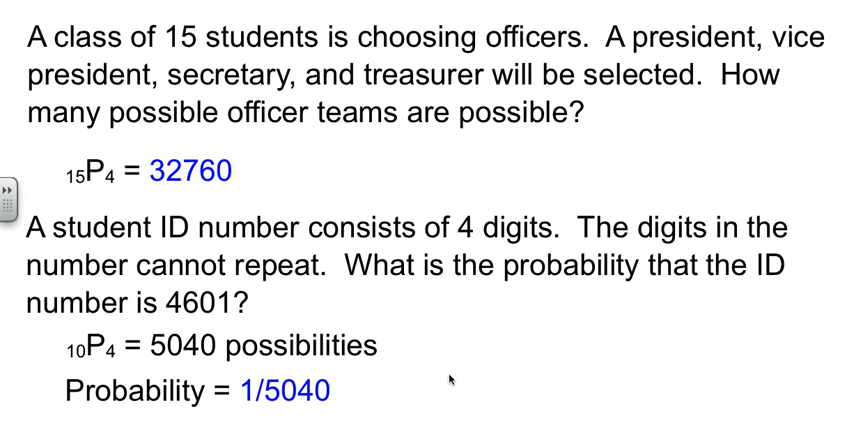 A class of 15 students is choosing officers.  A president, vice
president, secretary, and treasurer will be selected.  How
many possible officer teams are possible?
₁₅P₄ = 32760
A student ID number consists of 4 digits.  The digits in the
number cannot repeat.  What is the probability that the ID
number is 4601?
₁₀P₄ = 5040 possibilities
Probability = 1/5040